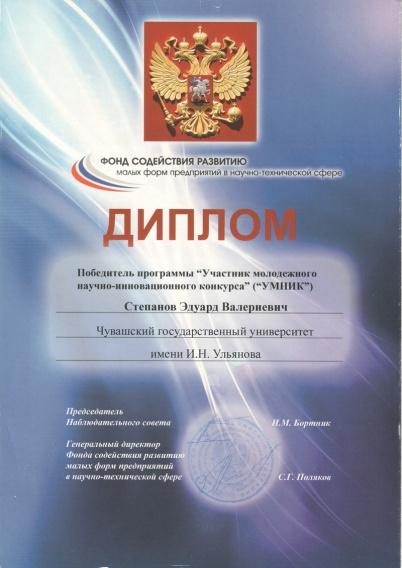 ФОНД СОДЕЙСТВИЯ РАЗВИТИЮ
малых форм предприятий в научно-технической сфере
ДИПЛОМ
Победитель программы “Участник молодежного
научно-инновационного конкурса” (“УМНИК”)
Степанов Эдуард Валериевич
Чувашский государственный университет
имени И.Н. Ульянова
Председатель
Наблюдательного совета И.М. Бортник
Генеральный директор
Фонда содействия развитию
малых форм предприятий
в научно-технической сфере С.Г. Поляков